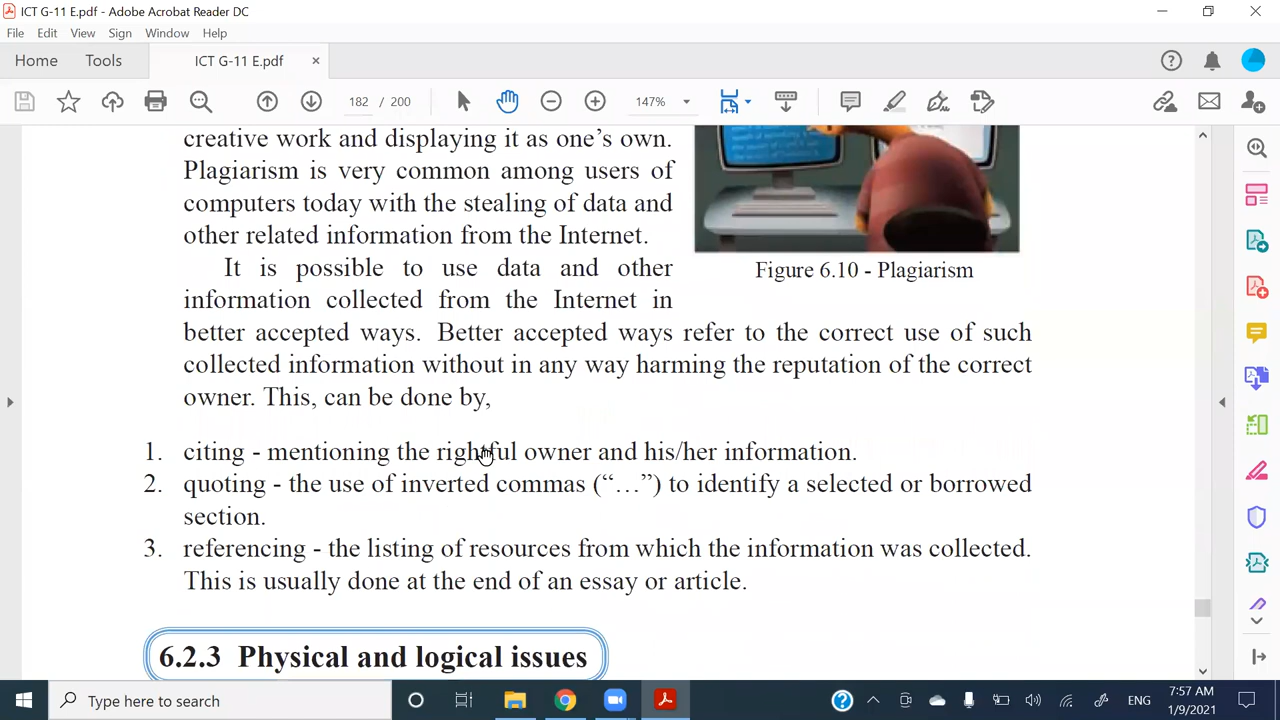 ICT G-11 E.pdf - Adobe Acrobat Reader DC
File Edit View Sign Window Help
Home Tools ICT G-11 E.pdf ×
182 / 200 147%
creative work and displaying it as one’s own.
Plagiarism is very common among users of
computers today with the stealing of data and
other related information from the Internet.
It is possible to use data and other
information collected from the Internet in
better accepted ways. Better accepted ways refer to the correct use of such
collected information without in any way harming the reputation of the correct
owner. This, can be done by,
Figure 6.10 - Plagiarism
1. citing - mentioning the rightful owner and his/her information.
2. quoting - the use of inverted commas (“…”) to identify a selected or borrowed
section.
3. referencing - the listing of resources from which the information was collected.
This is usually done at the end of an essay or article.
6.2.3 Physical and logical issues
Type here to search
ENG
7:57 AM
1/9/2021